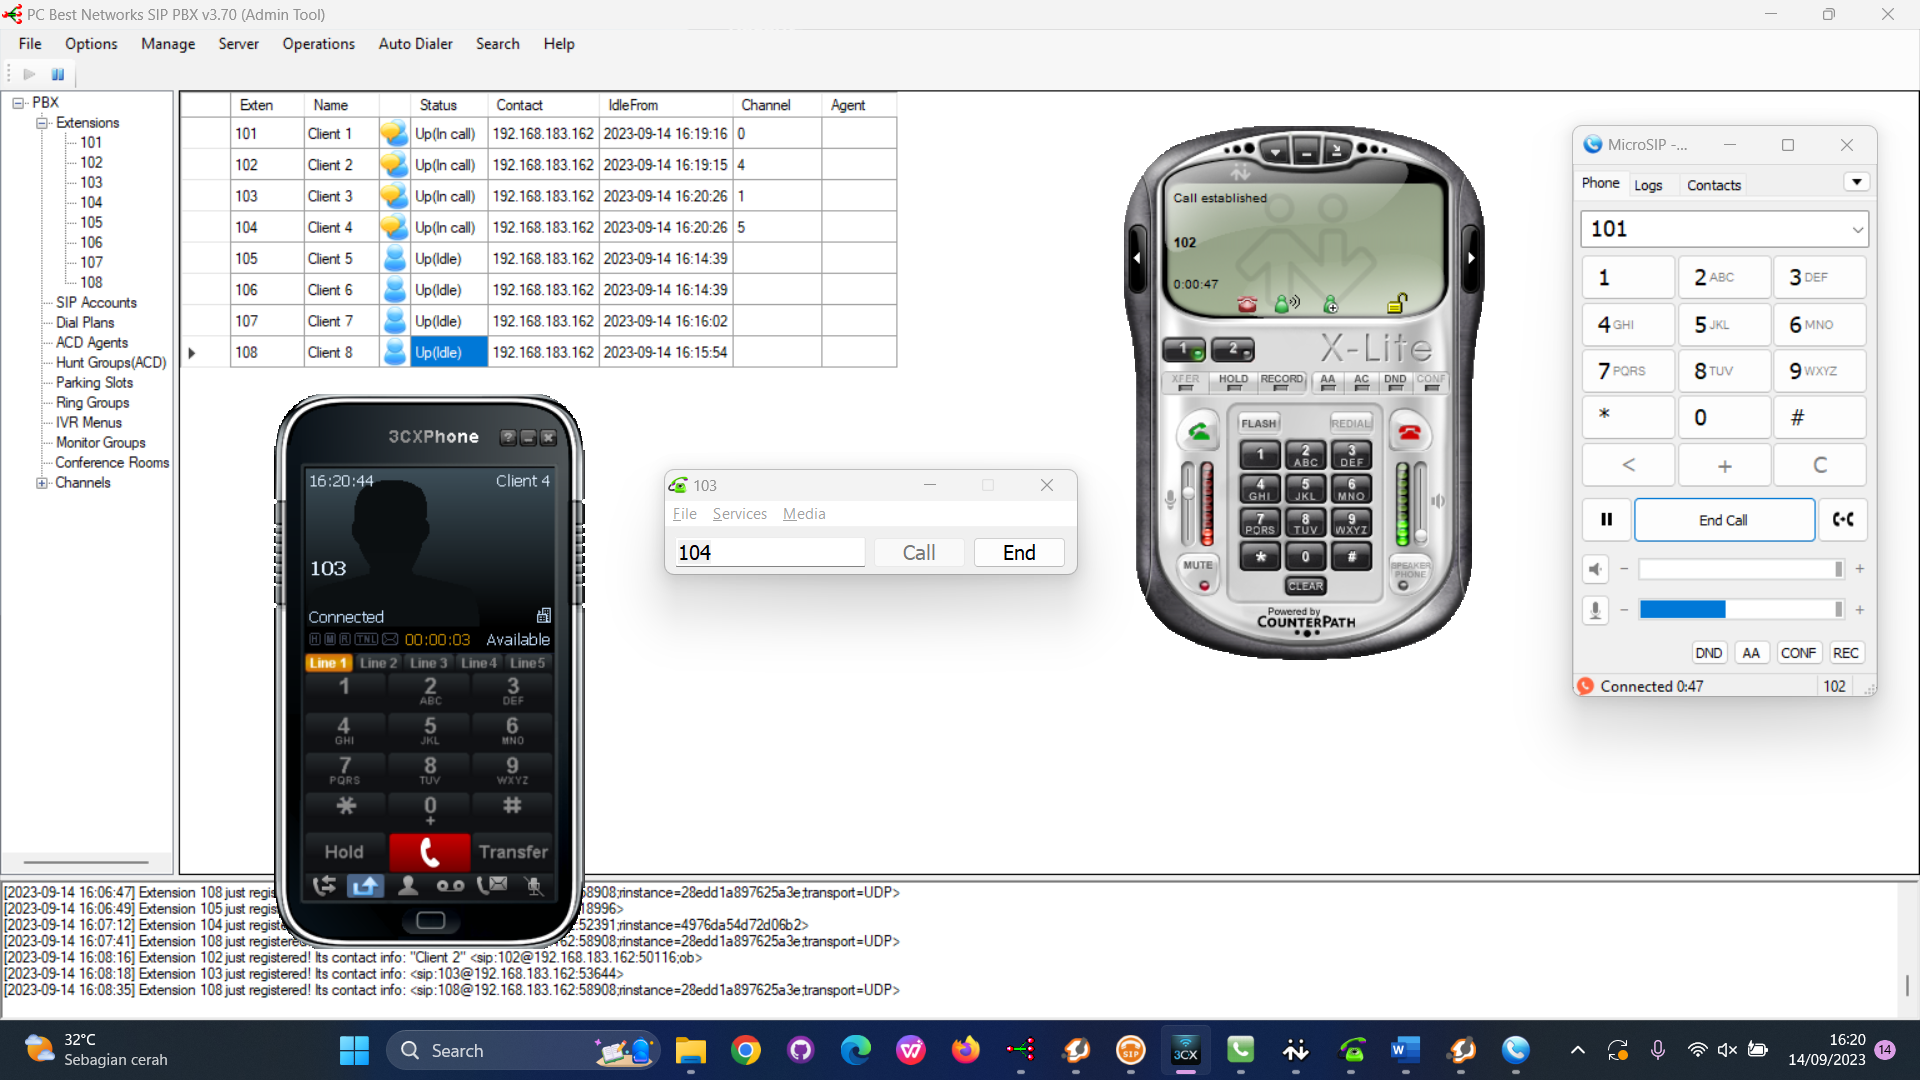 PC Best Networks SIP PBX v3.70 (Admin Tool)
File Options Manage Server Operations Auto Dialer Search Help
PBX
Extensions
101
102
103
104
105
106
107
108
SIP Accounts
Dial Plans
ACD Agents
Hunt Groups(ACD)
Parking Slots
Ring Groups
IVR Menus
Monitor Groups
Conference Rooms
Channels
Exten Name Status Contact IdleFrom Channel Agent
101 Client 1 Up(In call) 192.168.183.162 2023-09-14 16:19:16 0
102 Client 2 Up(In call) 192.168.183.162 2023-09-14 16:19:15 4
103 Client 3 Up(In call) 192.168.183.162 2023-09-14 16:20:26 1
104 Client 4 Up(In call) 192.168.183.162 2023-09-14 16:20:26 5
105 Client 5 Up(Idle) 192.168.183.162 2023-09-14 16:14:39
106 Client 6 Up(Idle) 192.168.183.162 2023-09-14 16:14:39
107 Client 7 Up(Idle) 192.168.183.162 2023-09-14 16:16:02
108 Client 8 Up(Idle) 192.168.183.162 2023-09-14 16:15:54
3CXPhone
16:20:44 Client 4
103
Connected
H M R TNL 00:00:03 Available
Line 1 Line 2 Line 3 Line 4 Line5
1 2 3
ABC DEF
4 5 6
GHI JKL MNO
7 8 9
PQRS TUV WXYZ
* 0 #
+
Hold Transfer
103
File Services Media
104 Call End
Call established
102
0:00:47
X-Lite
1 2
XFER HOLD RECORD AA AC DND CONF
FLASH REDIAL
1 2 ABC 3 DEF
4 GHI 5 JKL 6 MNO
7 PQRS 8 TUV 9 WXYZ
* 0 #
MUTE SPEAKER PHONE
CLEAR
Powered by
COUNTERPATH
MicroSIP -...
Phone Logs Contacts
101
1 2 ABC 3 DEF
4 GHI 5 JKL 6 MNO
7 PQRS 8 TUV 9 WXYZ
* 0 #
< + C
End Call
− +
− +
DND AA CONF REC
Connected 0:47 102
[2023-09-14 16:06:47] Extension 108 just regis 58908;rinstance=28edd1a897625a3e;transport=UDP>
[2023-09-14 16:06:49] Extension 105 just regis 18996>
[2023-09-14 16:07:12] Extension 104 just registe 52391;rinstance=4976da54d72d06b2>
[2023-09-14 16:07:41] Extension 108 just registered 162:58908;rinstance=28edd1a897625a3e;transport=UDP>
[2023-09-14 16:08:16] Extension 102 just registered! Its contact info: "Client 2" <sip:102@192.168.183.162:50116;ob>
[2023-09-14 16:08:18] Extension 103 just registered! Its contact info: <sip:103@192.168.183.162:53644>
[2023-09-14 16:08:35] Extension 108 just registered! Its contact info: <sip:108@192.168.183.162:58908;rinstance=28edd1a897625a3e;transport=UDP>
32°C
Sebagian cerah
Search
SIP
3CX
16:20
14/09/2023
14